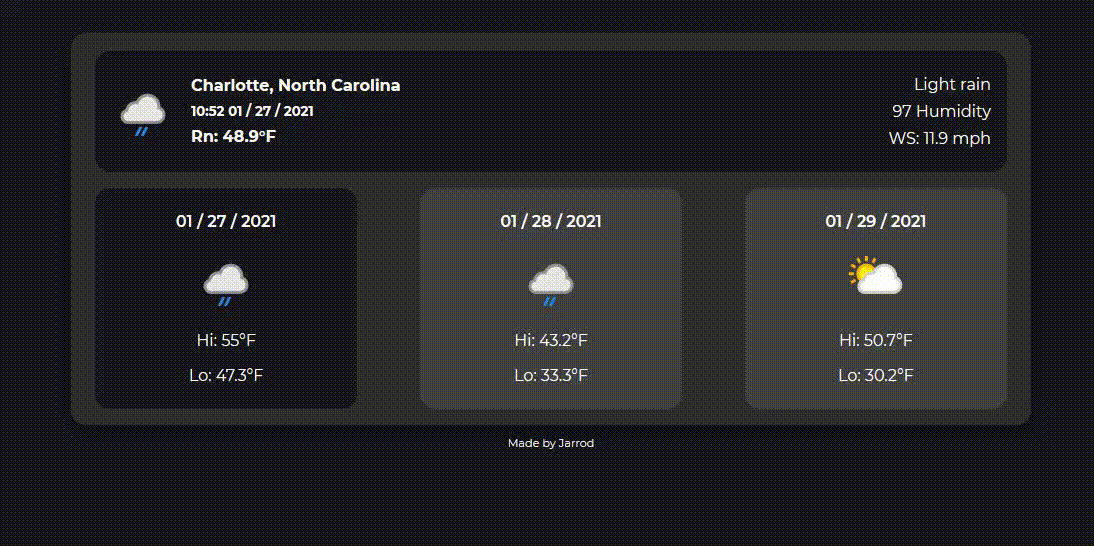 Charlotte, North Carolina
10:52 01 / 27 / 2021
Rn: 48.9°F
Light rain
97 Humidity
WS: 11.9 mph
01 / 27 / 2021
Hi: 55°F
Lo: 47.3°F
01 / 28 / 2021
Hi: 43.2°F
Lo: 33.3°F
01 / 29 / 2021
Hi: 50.7°F
Lo: 30.2°F
Made by Jarrod